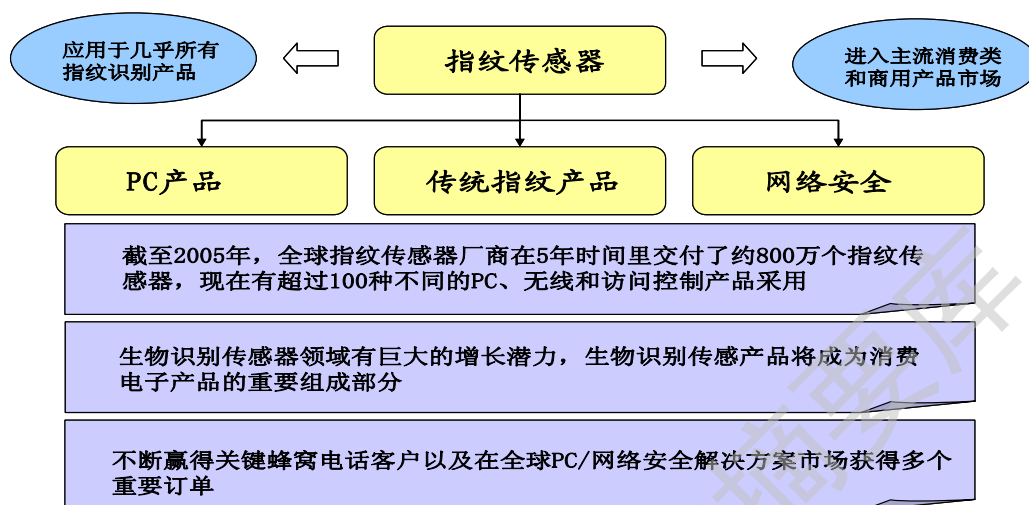 应用于几乎所有
指纹识别产品
指纹传感器
进入主流消费类
和商用产品市场
PC产品
传统指纹产品
网络安全
截至2005年，全球指纹传感器厂商在5年时间里交付了约800万个指纹传
感器，现在有超过100种不同的PC、无线和访问控制产品采用
生物识别传感器领域有巨大的增长潜力，生物识别传感产品将成为消费
电子产品的重要组成部分
不断赢得关键蜂窝电话客户以及在全球PC/网络安全解决方案市场获得多个
重要订单
摘要库